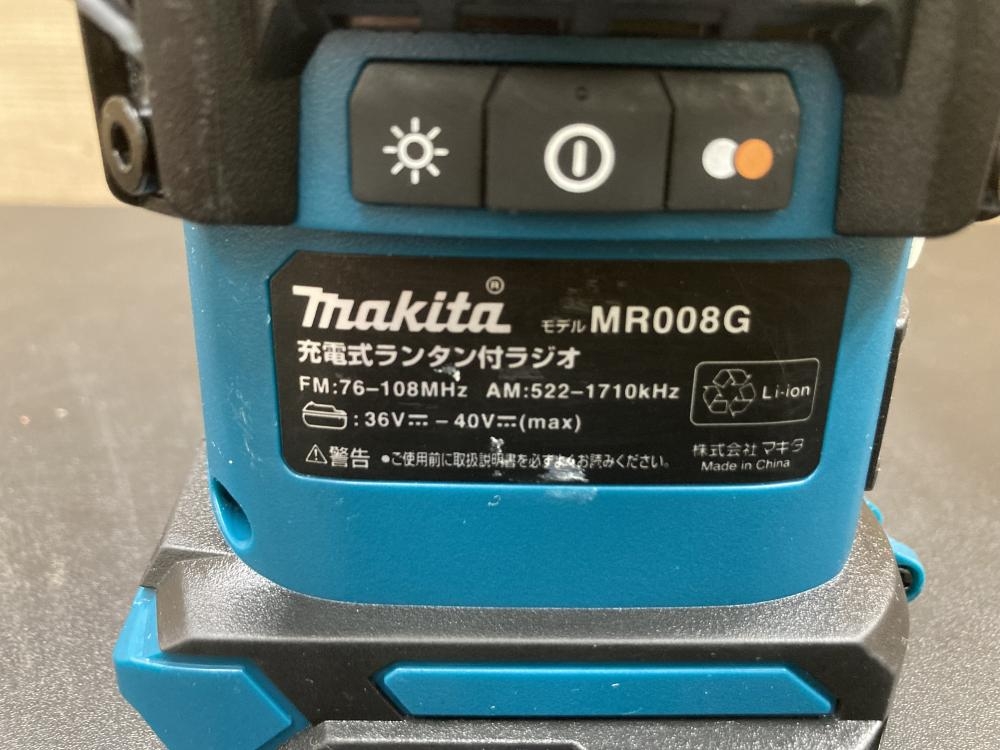 makita® モデル MR008G
充電式ランタン付ラジオ
FM:76–108MHz AM:522–1710kHz
Li-ion
: 36V⎓ – 40V⎓(max)
⚠警告 •ご使用前に取扱説明書を必ずよくお読みください。
株式会社 マキタ
Made in China